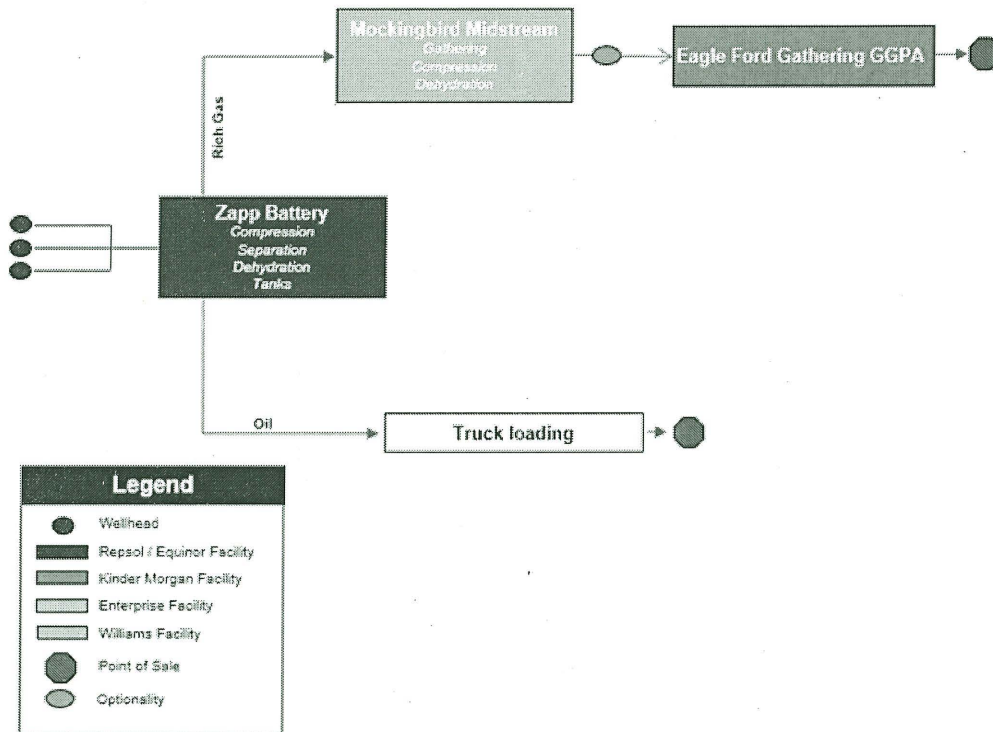 Mockingbird Midstream
Gathering
Compression
Dehydration
Eagle Ford Gathering GGPA
Rich Gas
Zapp Battery
Compression
Separation
Dehydration
Tanks
Oil
Truck loading
Legend
Wellhead
Repsol / Equinor Facility
Kinder Morgan Facility
Enterprise Facility
Williams Facility
Point of Sale
Optionality